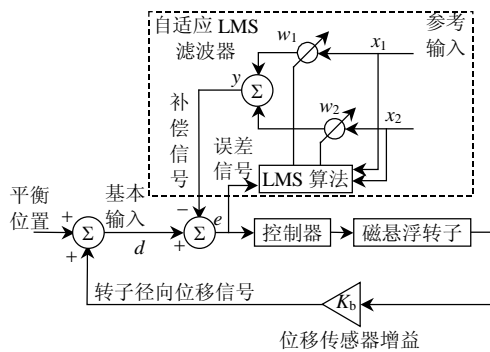 自适应 LMS
滤波器
参考
输入
w1
x1
y
Σ
w2
x2
补偿信号
误差
信号
LMS 算法
平衡
位置
基本
输入
+
+
Σ
d
−
+
Σ
e
控制器
磁悬浮转子
转子径向位移信号
Kb
位移传感器增益